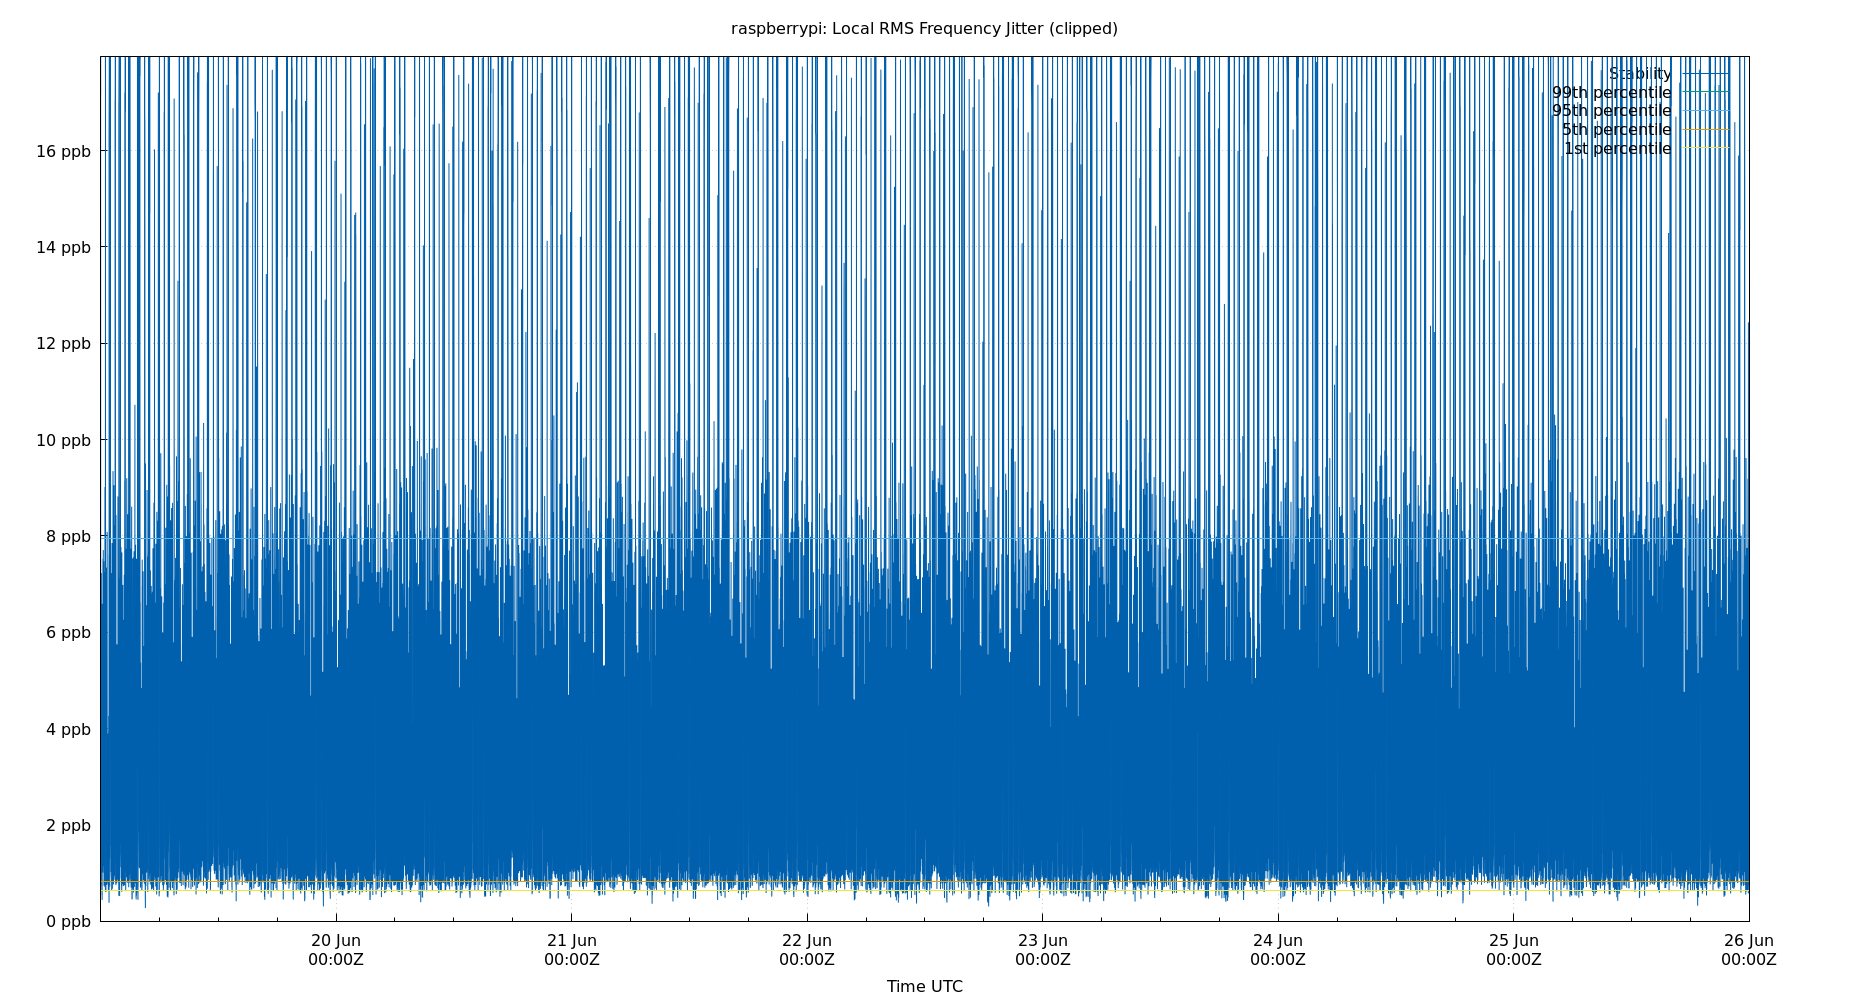 raspberrypi: Local RMS Frequency Jitter (clipped)
Stability
99th percentile
95th percentile
5th percentile
1st percentile
16 ppb
14 ppb
12 ppb
10 ppb
8 ppb
6 ppb
4 ppb
2 ppb
0 ppb
20 Jun 21 Jun 22 Jun 23 Jun 24 Jun 25 Jun 26 Jun
00:00Z 00:00Z 00:00Z 00:00Z 00:00Z 00:00Z 00:00Z
Time UTC